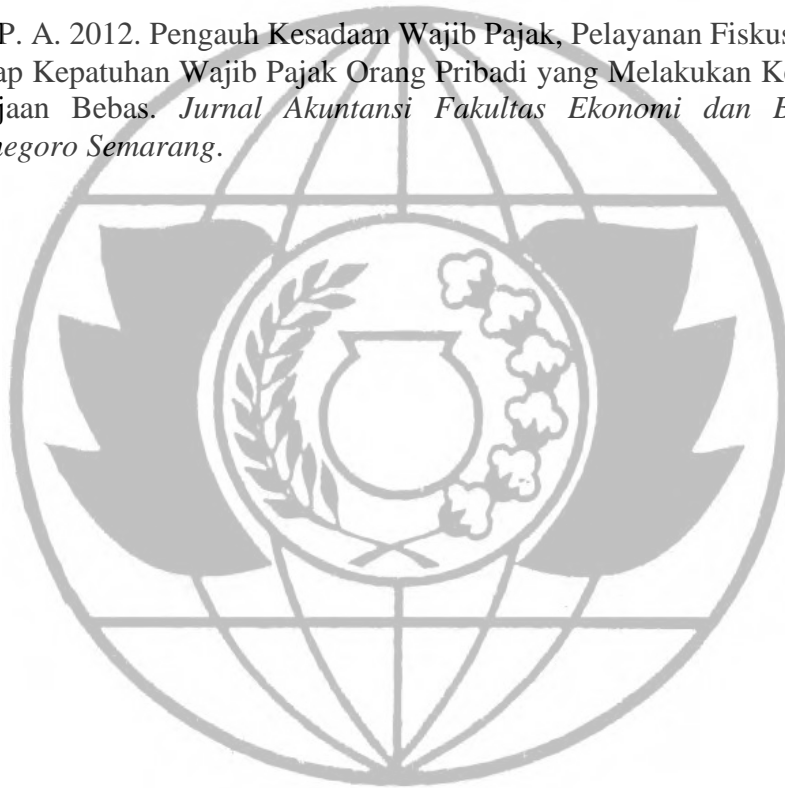 P. A. 2012. Pengauh Kesadaan Wajib Pajak, Pelayanan Fiskus
ap Kepatuhan Wajib Pajak Orang Pribadi yang Melakukan Ke
jaan Bebas. Jurnal Akuntansi Fakultas Ekonomi dan B
negoro Semarang.